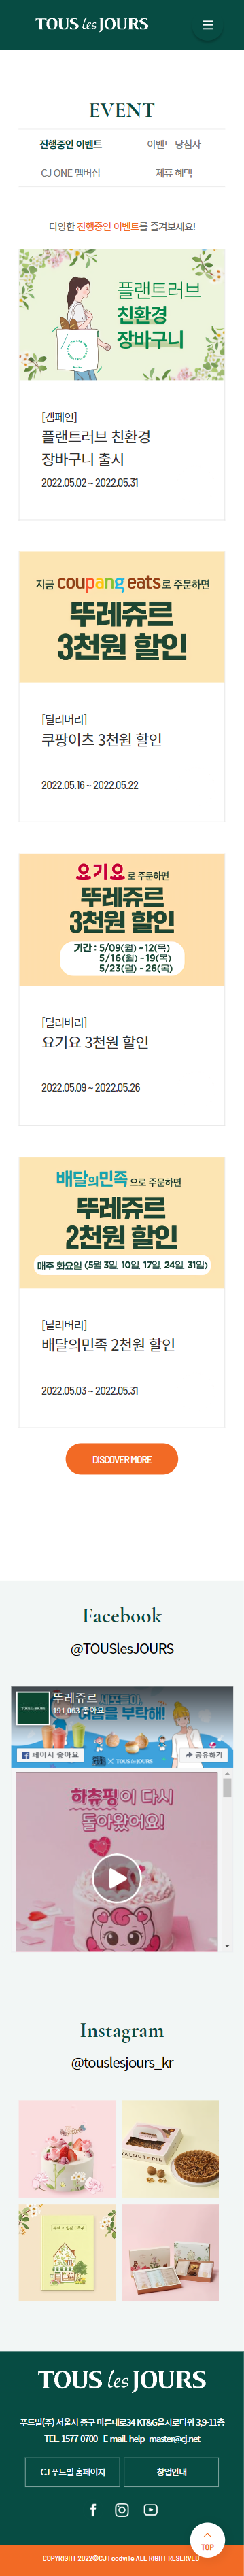 TOUS les JOURS
EVENT
진행중인 이벤트
이벤트 당첨자
CJ ONE 멤버십
제휴 혜택
다양한 진행중인 이벤트를 즐겨보세요!
플랜트러브
친환경
장바구니
[캠페인]
플랜트러브 친환경
장바구니 출시
2022.05.02 ~ 2022.05.31
지금 coupang eats로 주문하면
뚜레쥬르
3천원 할인
[딜리버리]
쿠팡이츠 3천원 할인
2022.05.16 ~ 2022.05.22
요기요로 주문하면
뚜레쥬르
3천원 할인
기간 : 5/09(월) -12(목)
5/16(월) -19(목)
5/23(월) - 26(목)
[딜리버리]
요기요 3천원 할인
2022.05.09 ~ 2022.05.26
배달의민족 으로 주문하면
뚜레쥬르
2천원 할인
매주 화요일 (5월 3일, 10일, 17일, 24일, 31일)
[딜리버리]
배달의민족 2천원 할인
2022.05.03 ~ 2022.05.31
DISCOVER MORE
Facebook
@TOUSlesJOURS
뚜레쥬르
191,063 좋아요
여름을 부탁해!
페이지 좋아요
TOUS les JOURS
공유하기
하츄핑이 다시
돌아왔어요!
Instagram
@touslesjours_kr
WALNUT PIE
TOUS les JOURS
푸드빌(주) 서울시 중구 마른내로34 KT&G을지로타워 3,9-11층
TEL. 1577-0700 E-mail. help_master@cj.net
CJ 푸드빌 홈페이지
창업안내
TOP
COPYRIGHT 2022©CJ Foodville ALL RIGHT RESERVED.